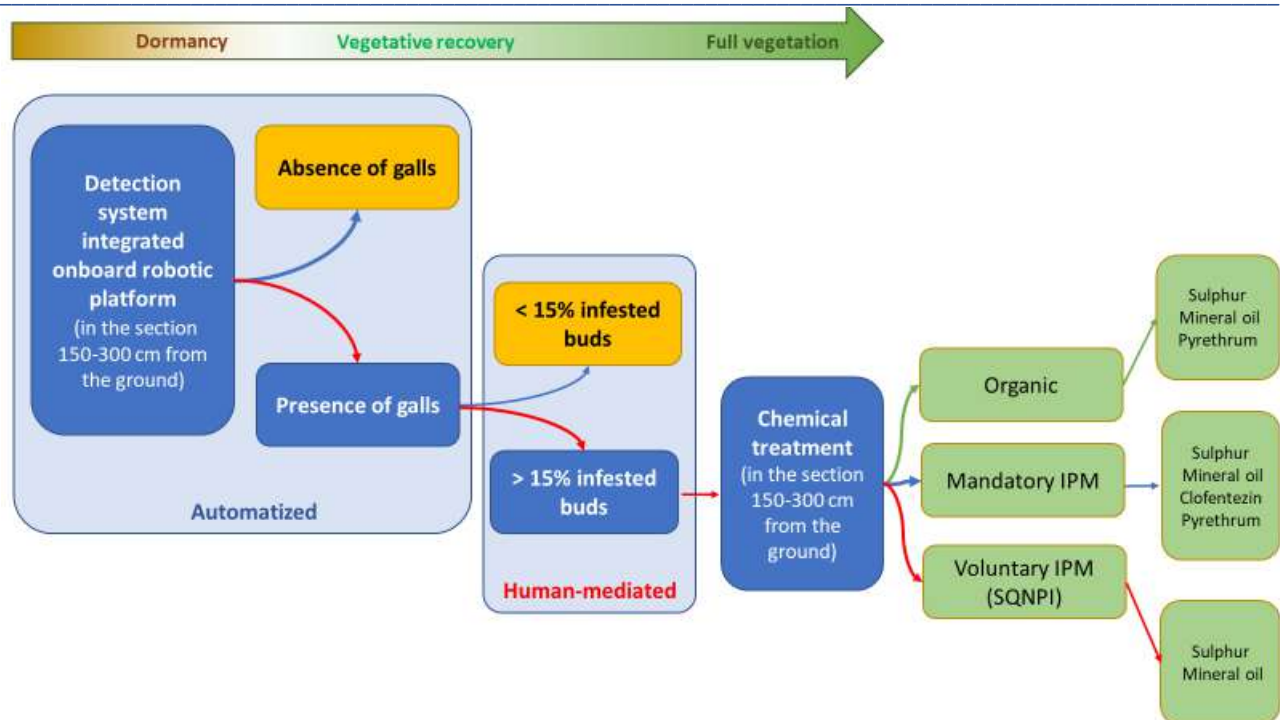 Dormancy
Vegetative recovery
Full vegetation
Detection
system
integrated
onboard robotic
platform
(in the section
150-300 cm from
the ground)
Absence of galls
Presence of galls
Automatized
< 15% infested
buds
> 15% infested
buds
Human-mediated
Chemical
treatment
(in the section
150-300 cm
from the
ground)
Organic
Mandatory IPM
Voluntary IPM
(SQNPI)
Sulphur
Mineral oil
Pyrethrum
Sulphur
Mineral oil
Clofentezin
Pyrethrum
Sulphur
Mineral oil